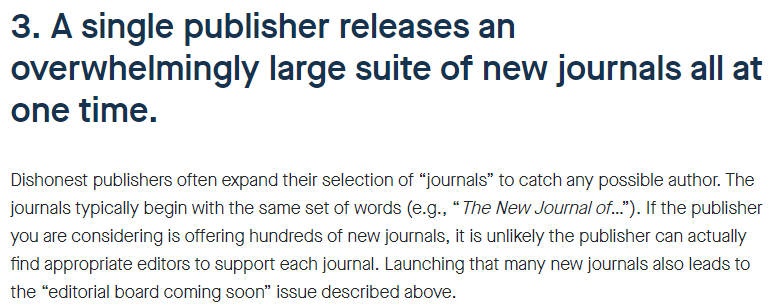 3. A single publisher releases an
overwhelmingly large suite of new journals all at
one time.
Dishonest publishers often expand their selection of “journals” to catch any possible author. The
journals typically begin with the same set of words (e.g., “The New Journal of…”). If the publisher
you are considering is offering hundreds of new journals, it is unlikely the publisher can actually
find appropriate editors to support each journal. Launching that many new journals also leads to
the “editorial board coming soon” issue described above.